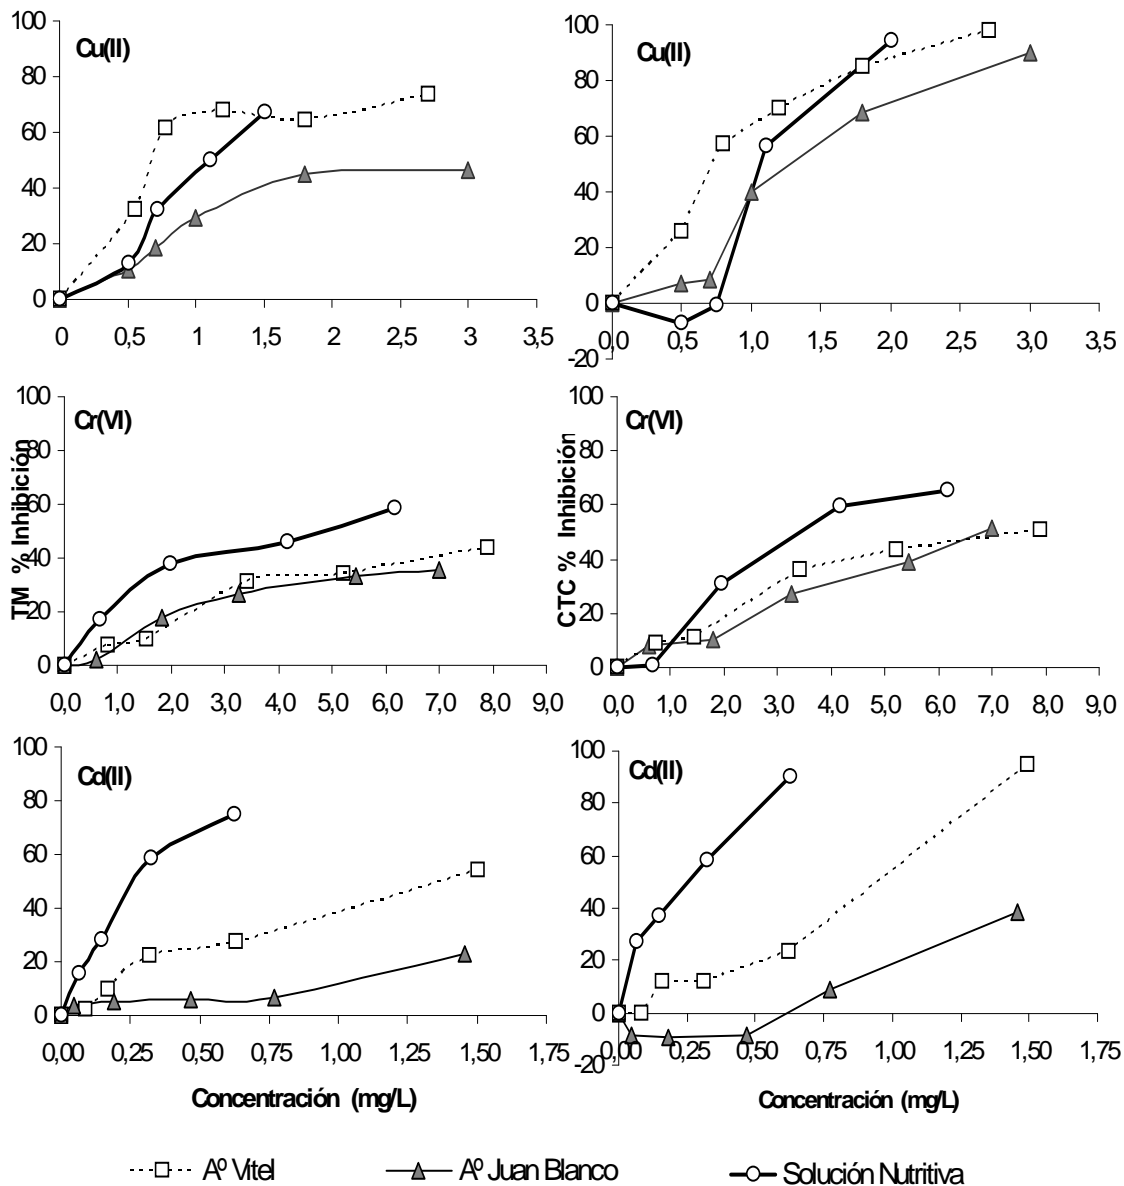 Cu(II)
100
80
60
40
20
0
0 0,5 1 1,5 2 2,5 3 3,5
Cu(II)
100
80
60
40
20
0
-20
0,0 0,5 1,0 1,5 2,0 2,5 3,0 3,5
Cr(VI)
TM % Inhibición
100
80
60
40
20
0
0,0 1,0 2,0 3,0 4,0 5,0 6,0 7,0 8,0 9,0
Cr(VI)
CTC % Inhibición
100
80
60
40
20
0
0,0 1,0 2,0 3,0 4,0 5,0 6,0 7,0 8,0 9,0
Cd(II)
100
80
60
40
20
0
0,00 0,25 0,50 0,75 1,00 1,25 1,50 1,75
Concentración (mg/L)
Cd(II)
100
80
60
40
20
0
-20
0,00 0,25 0,50 0,75 1,00 1,25 1,50 1,75
Concentración (mg/L)
Aº Vitel
Aº Juan Blanco
Solución Nutritiva